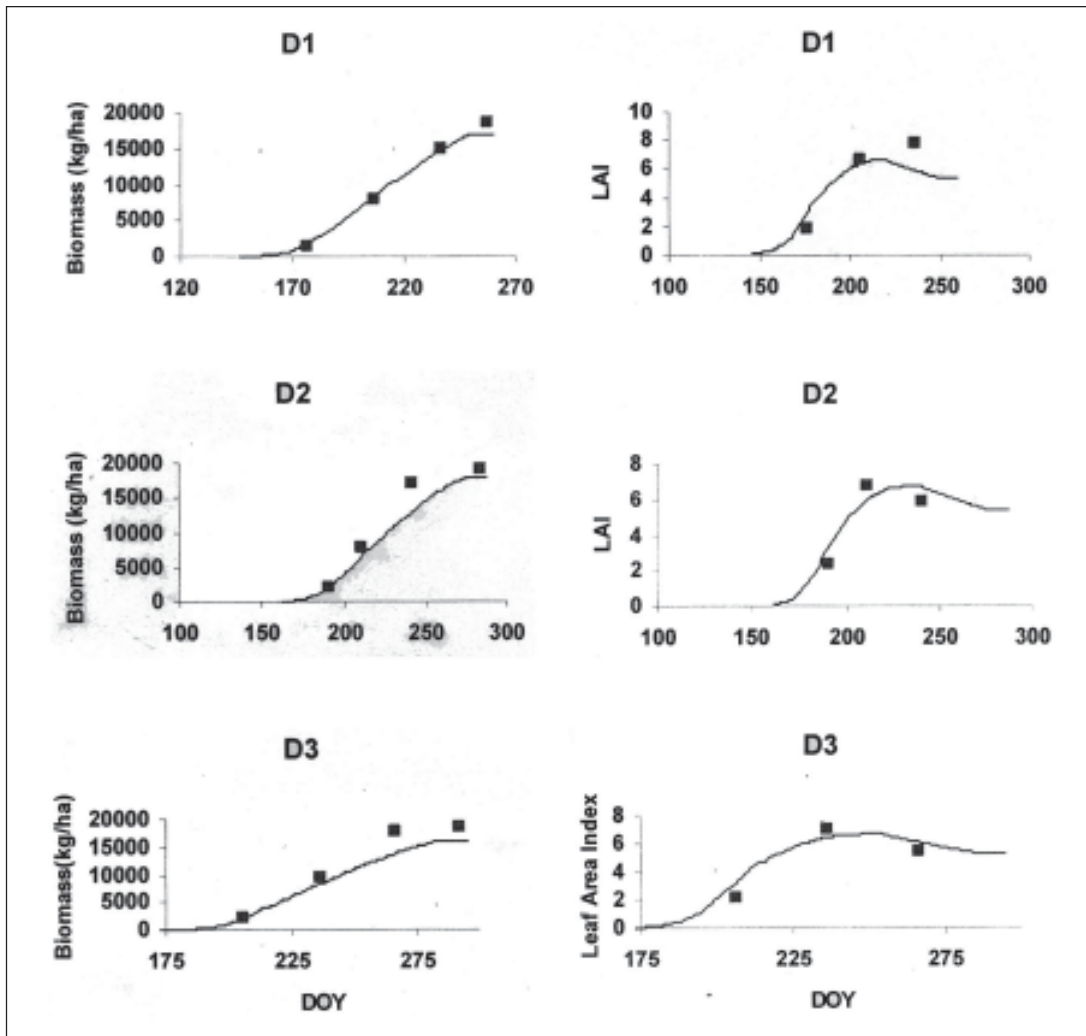 D1
Biomass (kg/ha)
20000
15000
10000
5000
0
120 170 220 270
D1
LAI
10
8
6
4
2
0
100 150 200 250 300
D2
Biomass (kg/ha)
20000
15000
10000
5000
0
100 150 200 250 300
D2
LAI
8
6
4
2
0
100 150 200 250 300
D3
Biomass(kg/ha)
20000
15000
10000
5000
0
175 225 275
DOY
D3
Leaf Area Index
8
6
4
2
0
175 225 275
DOY